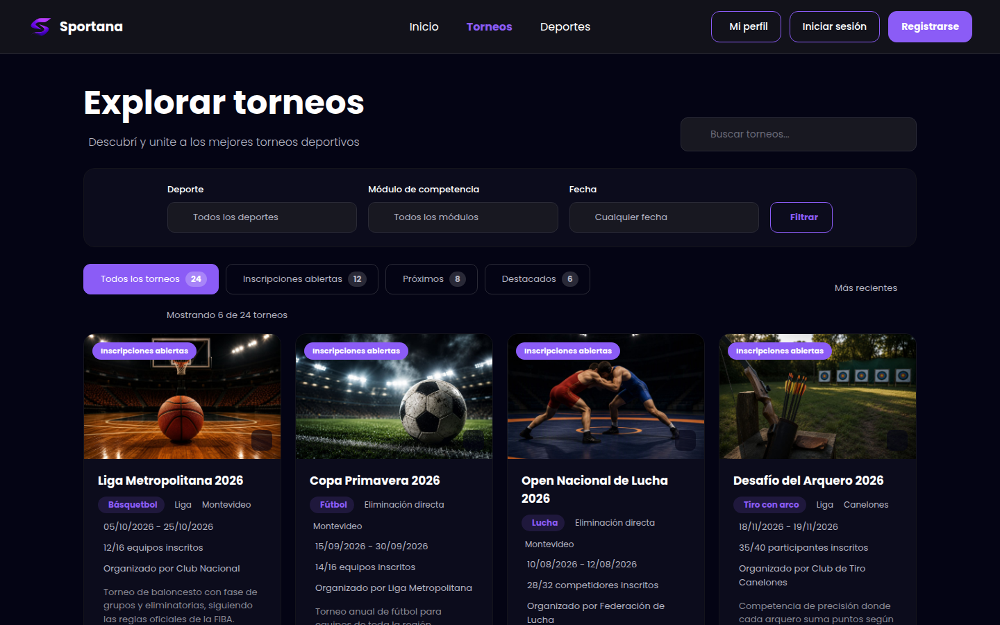 Sportana
Inicio
Torneos
Deportes
Mi perfil
Iniciar sesión
Registrarse
Explorar torneos
Descubrí y unite a los mejores torneos deportivos
Buscar torneos...
Deporte
Módulo de competencia
Fecha
Todos los deportes
Todos los módulos
Cualquier fecha
Filtrar
Todos los torneos 24
Inscripciones abiertas 12
Próximos 8
Destacados 6
Más recientes
Mostrando 6 de 24 torneos
Inscripciones abiertas
Liga Metropolitana 2026
Básquetbol Liga Montevideo
05/10/2026 - 25/10/2026
12/16 equipos inscritos
Organizado por Club Nacional
Torneo de baloncesto con fase de
grupos y eliminatorias, siguiendo
las reglas oficiales de la FIBA.
Inscripciones abiertas
Copa Primavera 2026
Fútbol Eliminación directa
Montevideo
15/09/2026 - 30/09/2026
14/16 equipos inscritos
Organizado por Liga Metropolitana
Torneo anual de fútbol para
equipos de toda la región
Inscripciones abiertas
Open Nacional de Lucha
2026
Lucha Eliminación directa
Montevideo
10/08/2026 - 12/08/2026
28/32 competidores inscritos
Organizado por Federación de
Lucha
Inscripciones abiertas
Desafío del Arquero 2026
Tiro con arco Liga Canelones
18/11/2026 - 19/11/2026
35/40 participantes inscritos
Organizado por Club de Tiro
Canelones
Competencia de precisión donde
cada arquero suma puntos según